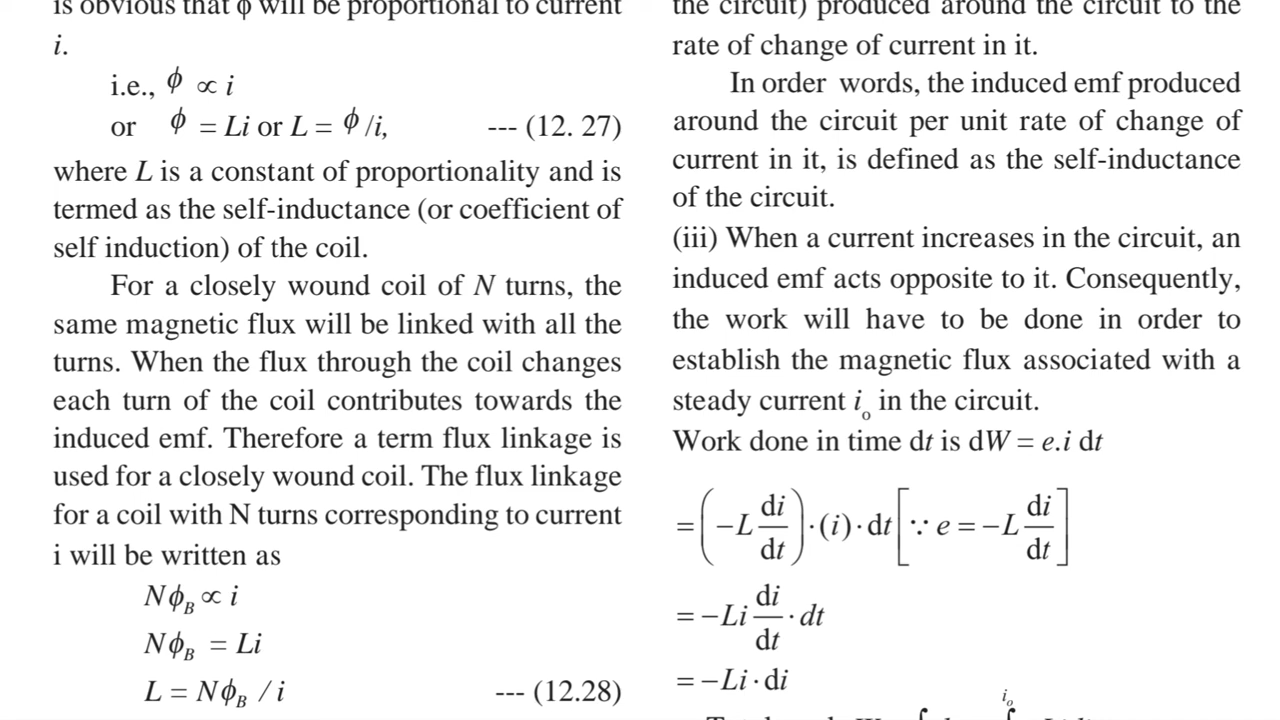 is obvious that ϕ will be proportional to current
i.
i.e., ϕ ∝ i
or ϕ = Li or L = ϕ /i, --- (12. 27)
where L is a constant of proportionality and is
termed as the self-inductance (or coefficient of
self induction) of the coil.
For a closely wound coil of N turns, the
same magnetic flux will be linked with all the
turns. When the flux through the coil changes
each turn of the coil contributes towards the
induced emf. Therefore a term flux linkage is
used for a closely wound coil. The flux linkage
for a coil with N turns corresponding to current
i will be written as
Nϕ_B ∝ i
Nϕ_B = Li
L = Nϕ_B / i --- (12.28)
the circuit) produced around the circuit to the
rate of change of current in it.
In order words, the induced emf produced
around the circuit per unit rate of change of
current in it, is defined as the self-inductance
of the circuit.
(iii) When a current increases in the circuit, an
induced emf acts opposite to it. Consequently,
the work will have to be done in order to
establish the magnetic flux associated with a
steady current i_o in the circuit.
Work done in time dt is dW = e.i dt
= (−L di/dt)·(i)·dt [∵ e = −L di/dt]
= −Li di/dt · dt
= −Li · di
i_o